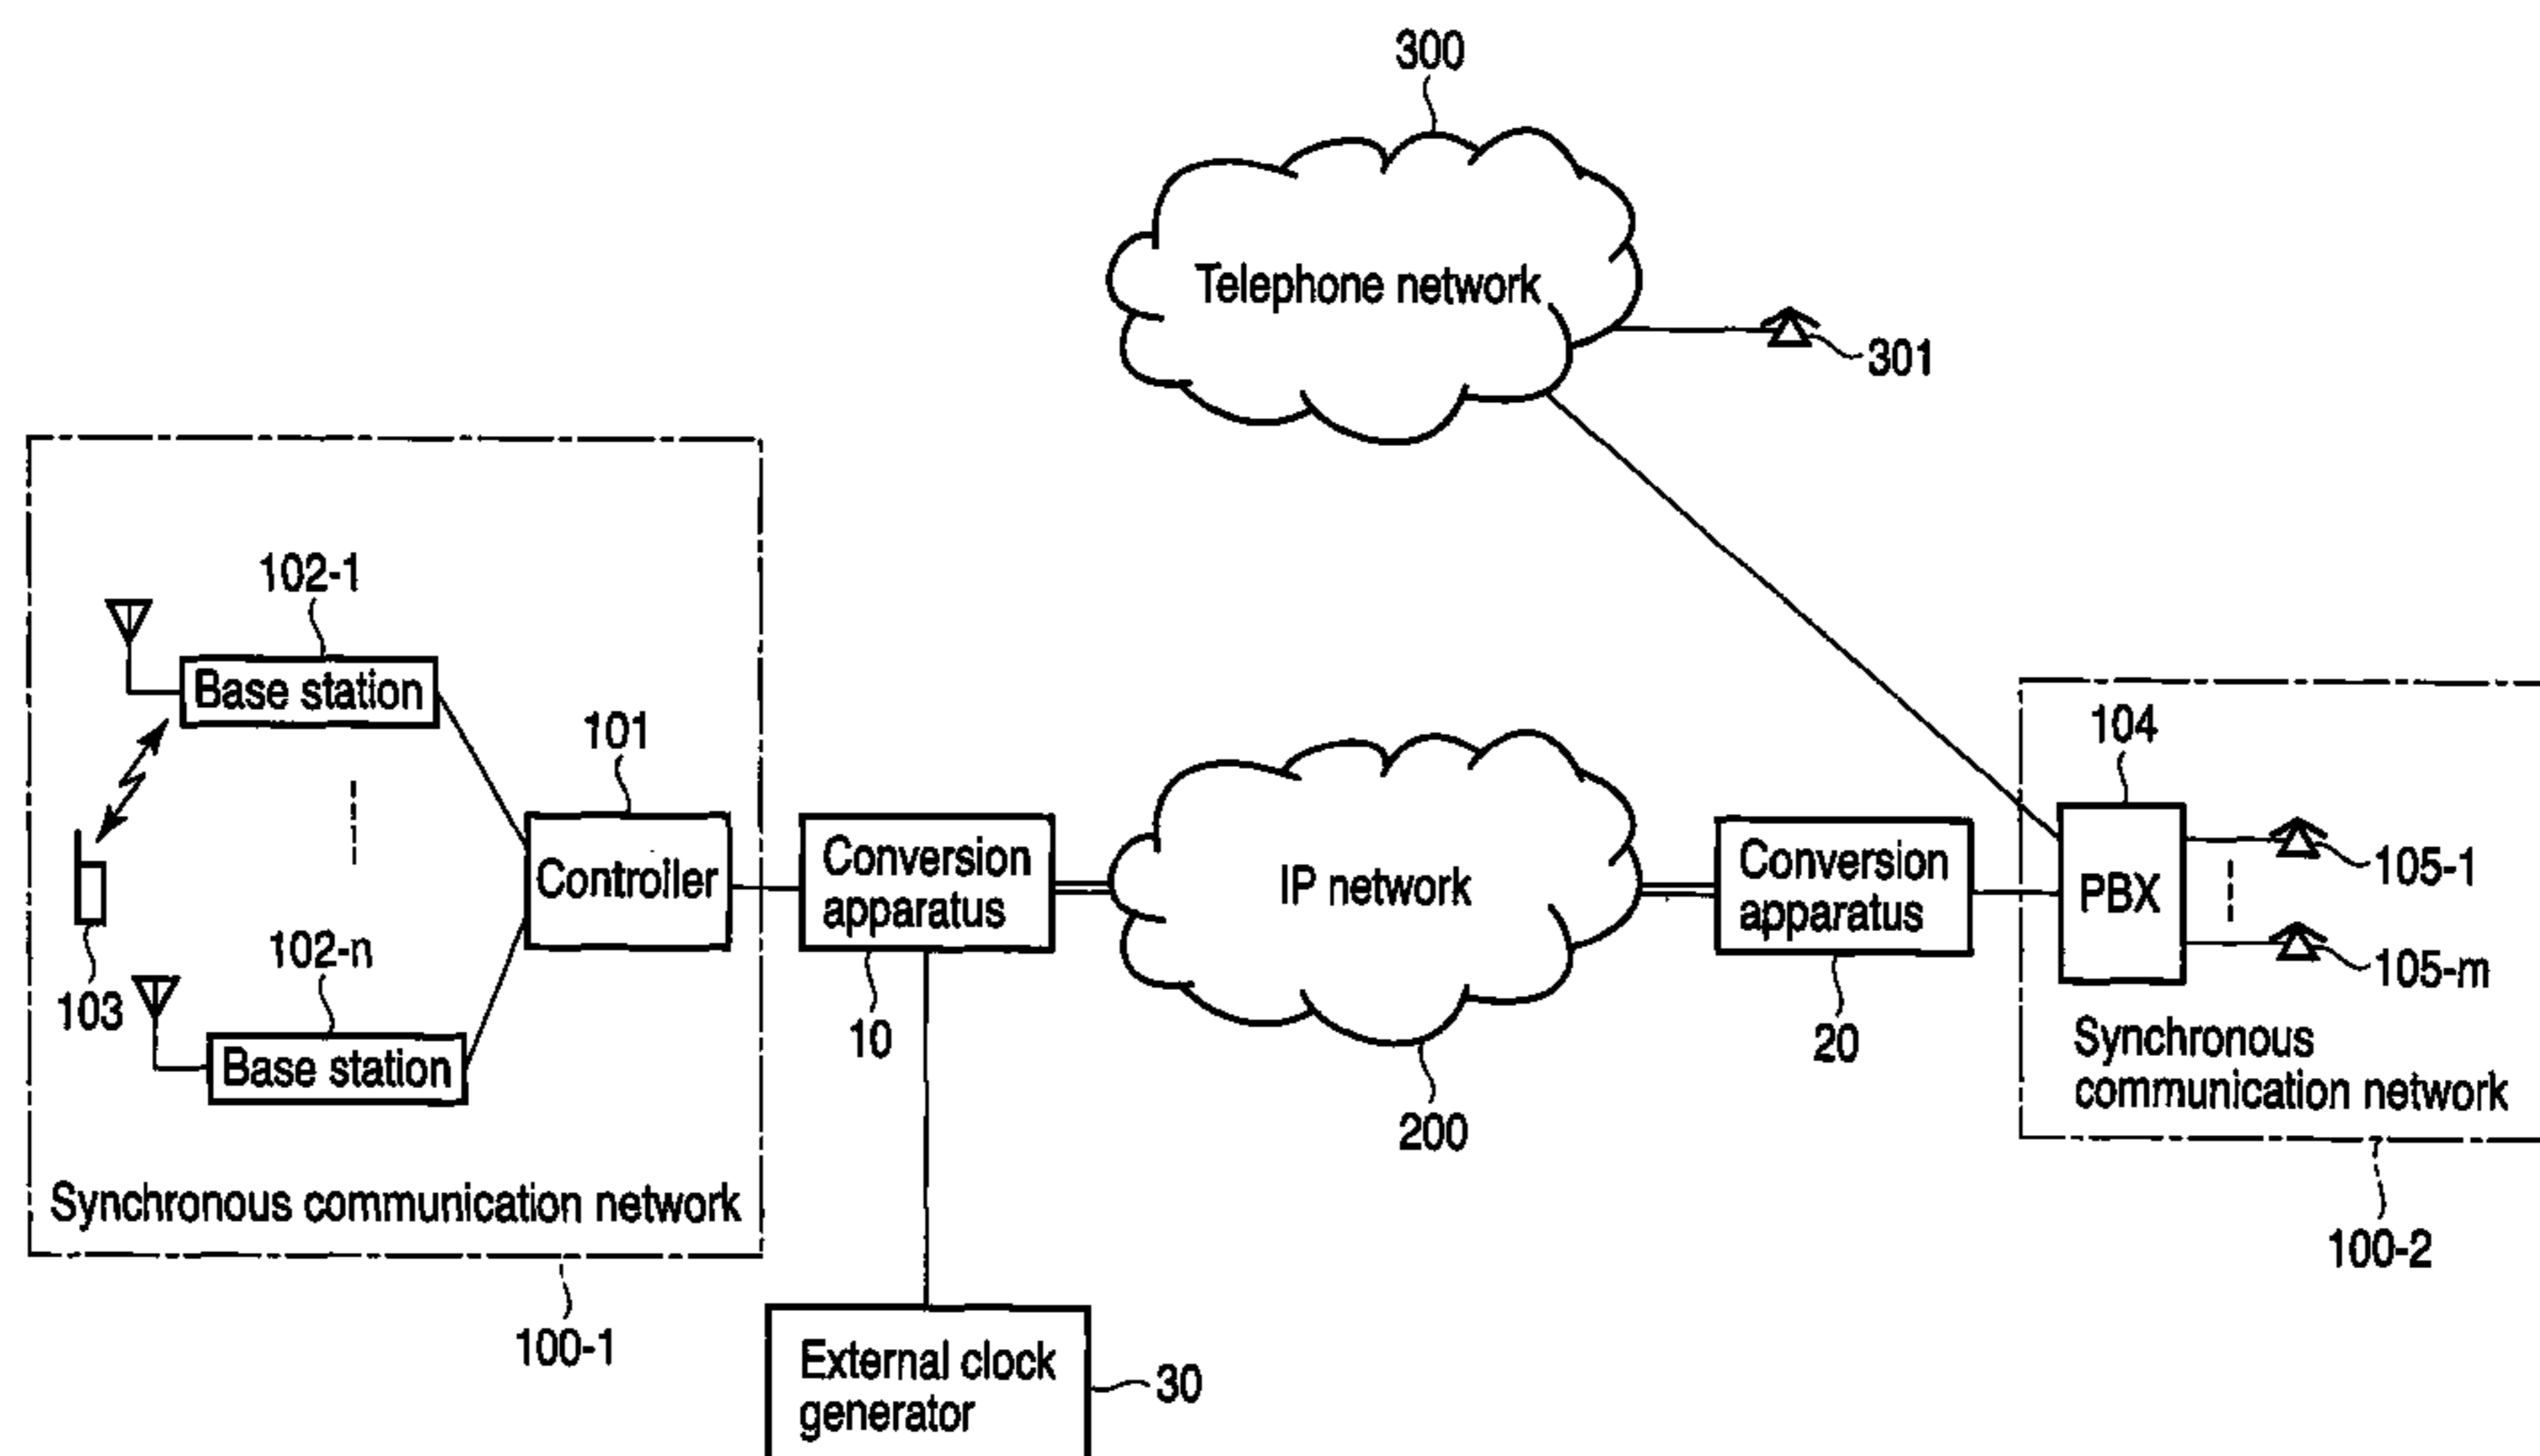 300
Telephone network
301
102-1
Base station
101
Controller
103
102-n
Base station
Synchronous communication network
100-1
Conversion
apparatus
10
IP network
200
Conversion
apparatus
20
104
PBX
105-1
105-m
Synchronous
communication network
100-2
External clock
generator
30